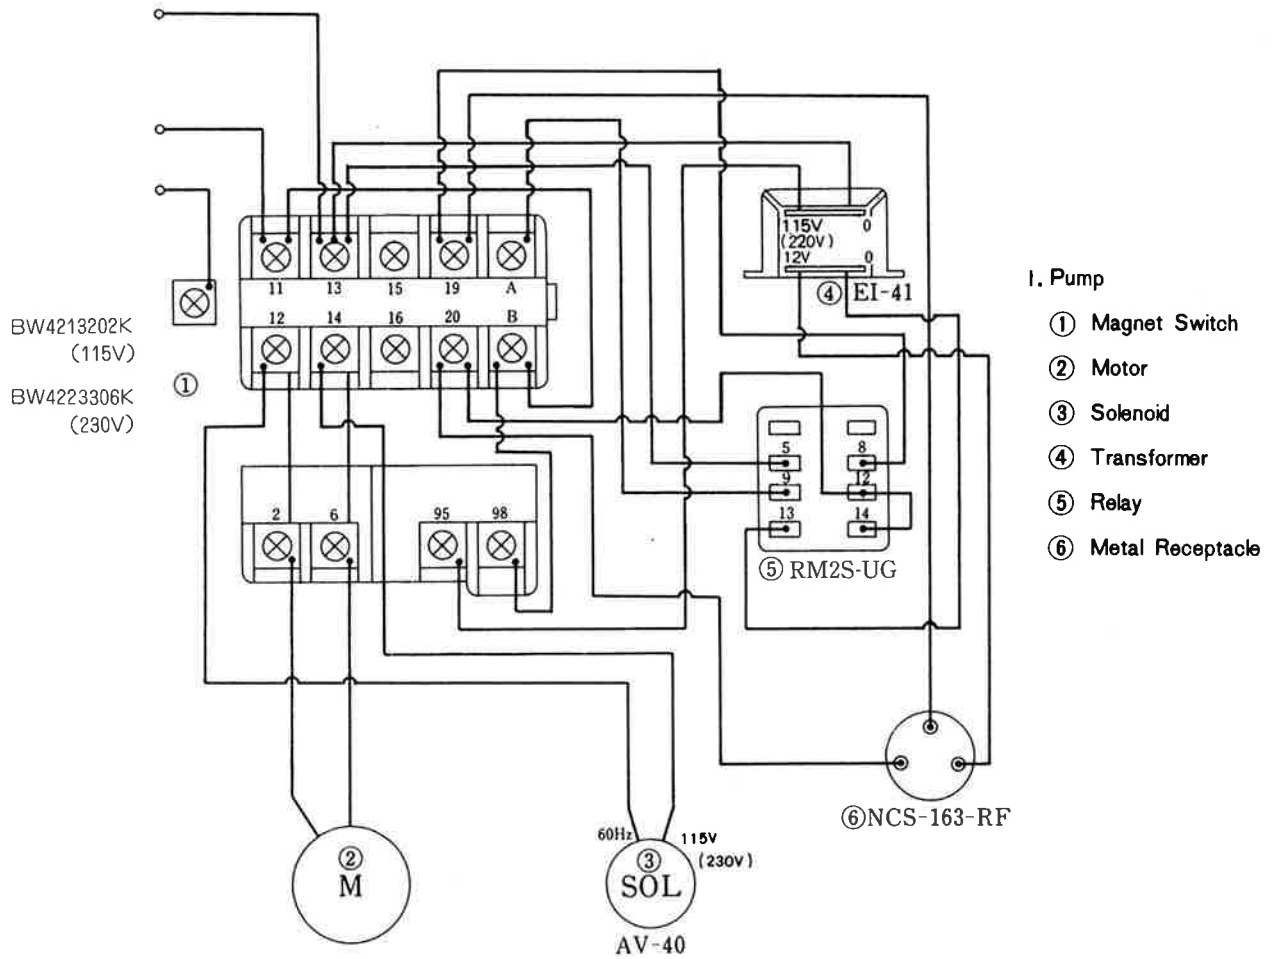 115V 0
(220V)
12V 0
④ EI-41
11 13 15 19 A
12 14 16 20 B
BW4213202K
(115V)
BW4223306K
(230V)
①
I. Pump
① Magnet Switch
② Motor
③ Solenoid
④ Transformer
⑤ Relay
⑥ Metal Receptacle
5 8
9 12
13 14
⑤ RM2S-UG
2 6 95 98
⑥NCS-163-RF
60Hz 115V
(230V)
② ③
M SOL
AV-40